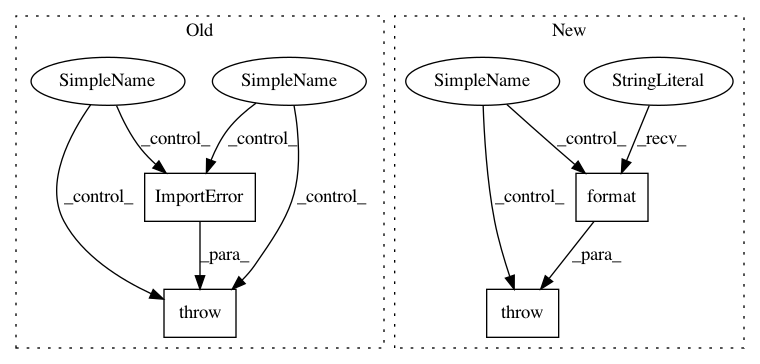 Old
New
SimpleName
SimpleName
SimpleName
StringLiteral
_control_
_control_
_control_
_recv_
_control_
_control_
_control_
ImportError
format
_para_
_para_
throw
throw